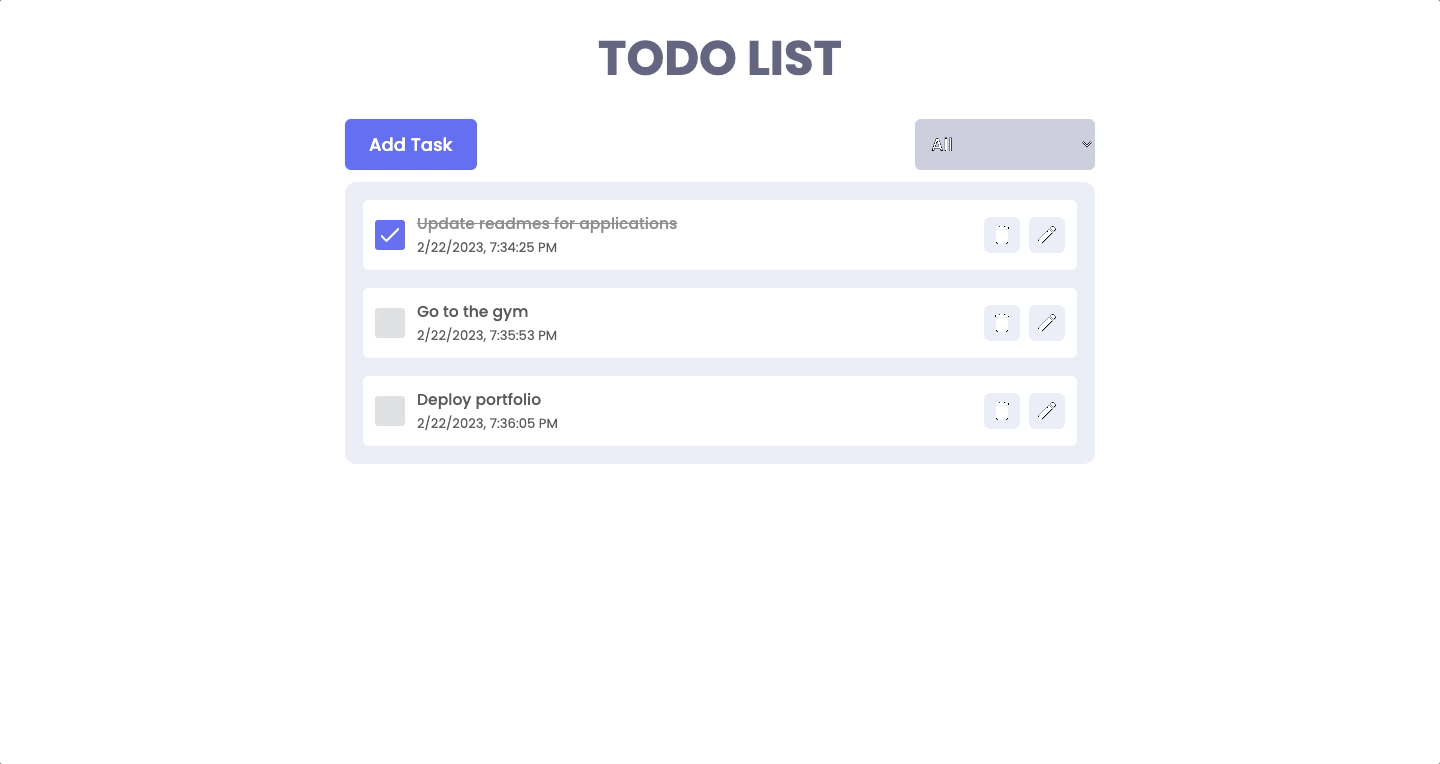 TODO LIST
Add Task
All
Update readmes for applications
2/22/2023, 7:34:25 PM
Go to the gym
2/22/2023, 7:35:53 PM
Deploy portfolio
2/22/2023, 7:36:05 PM